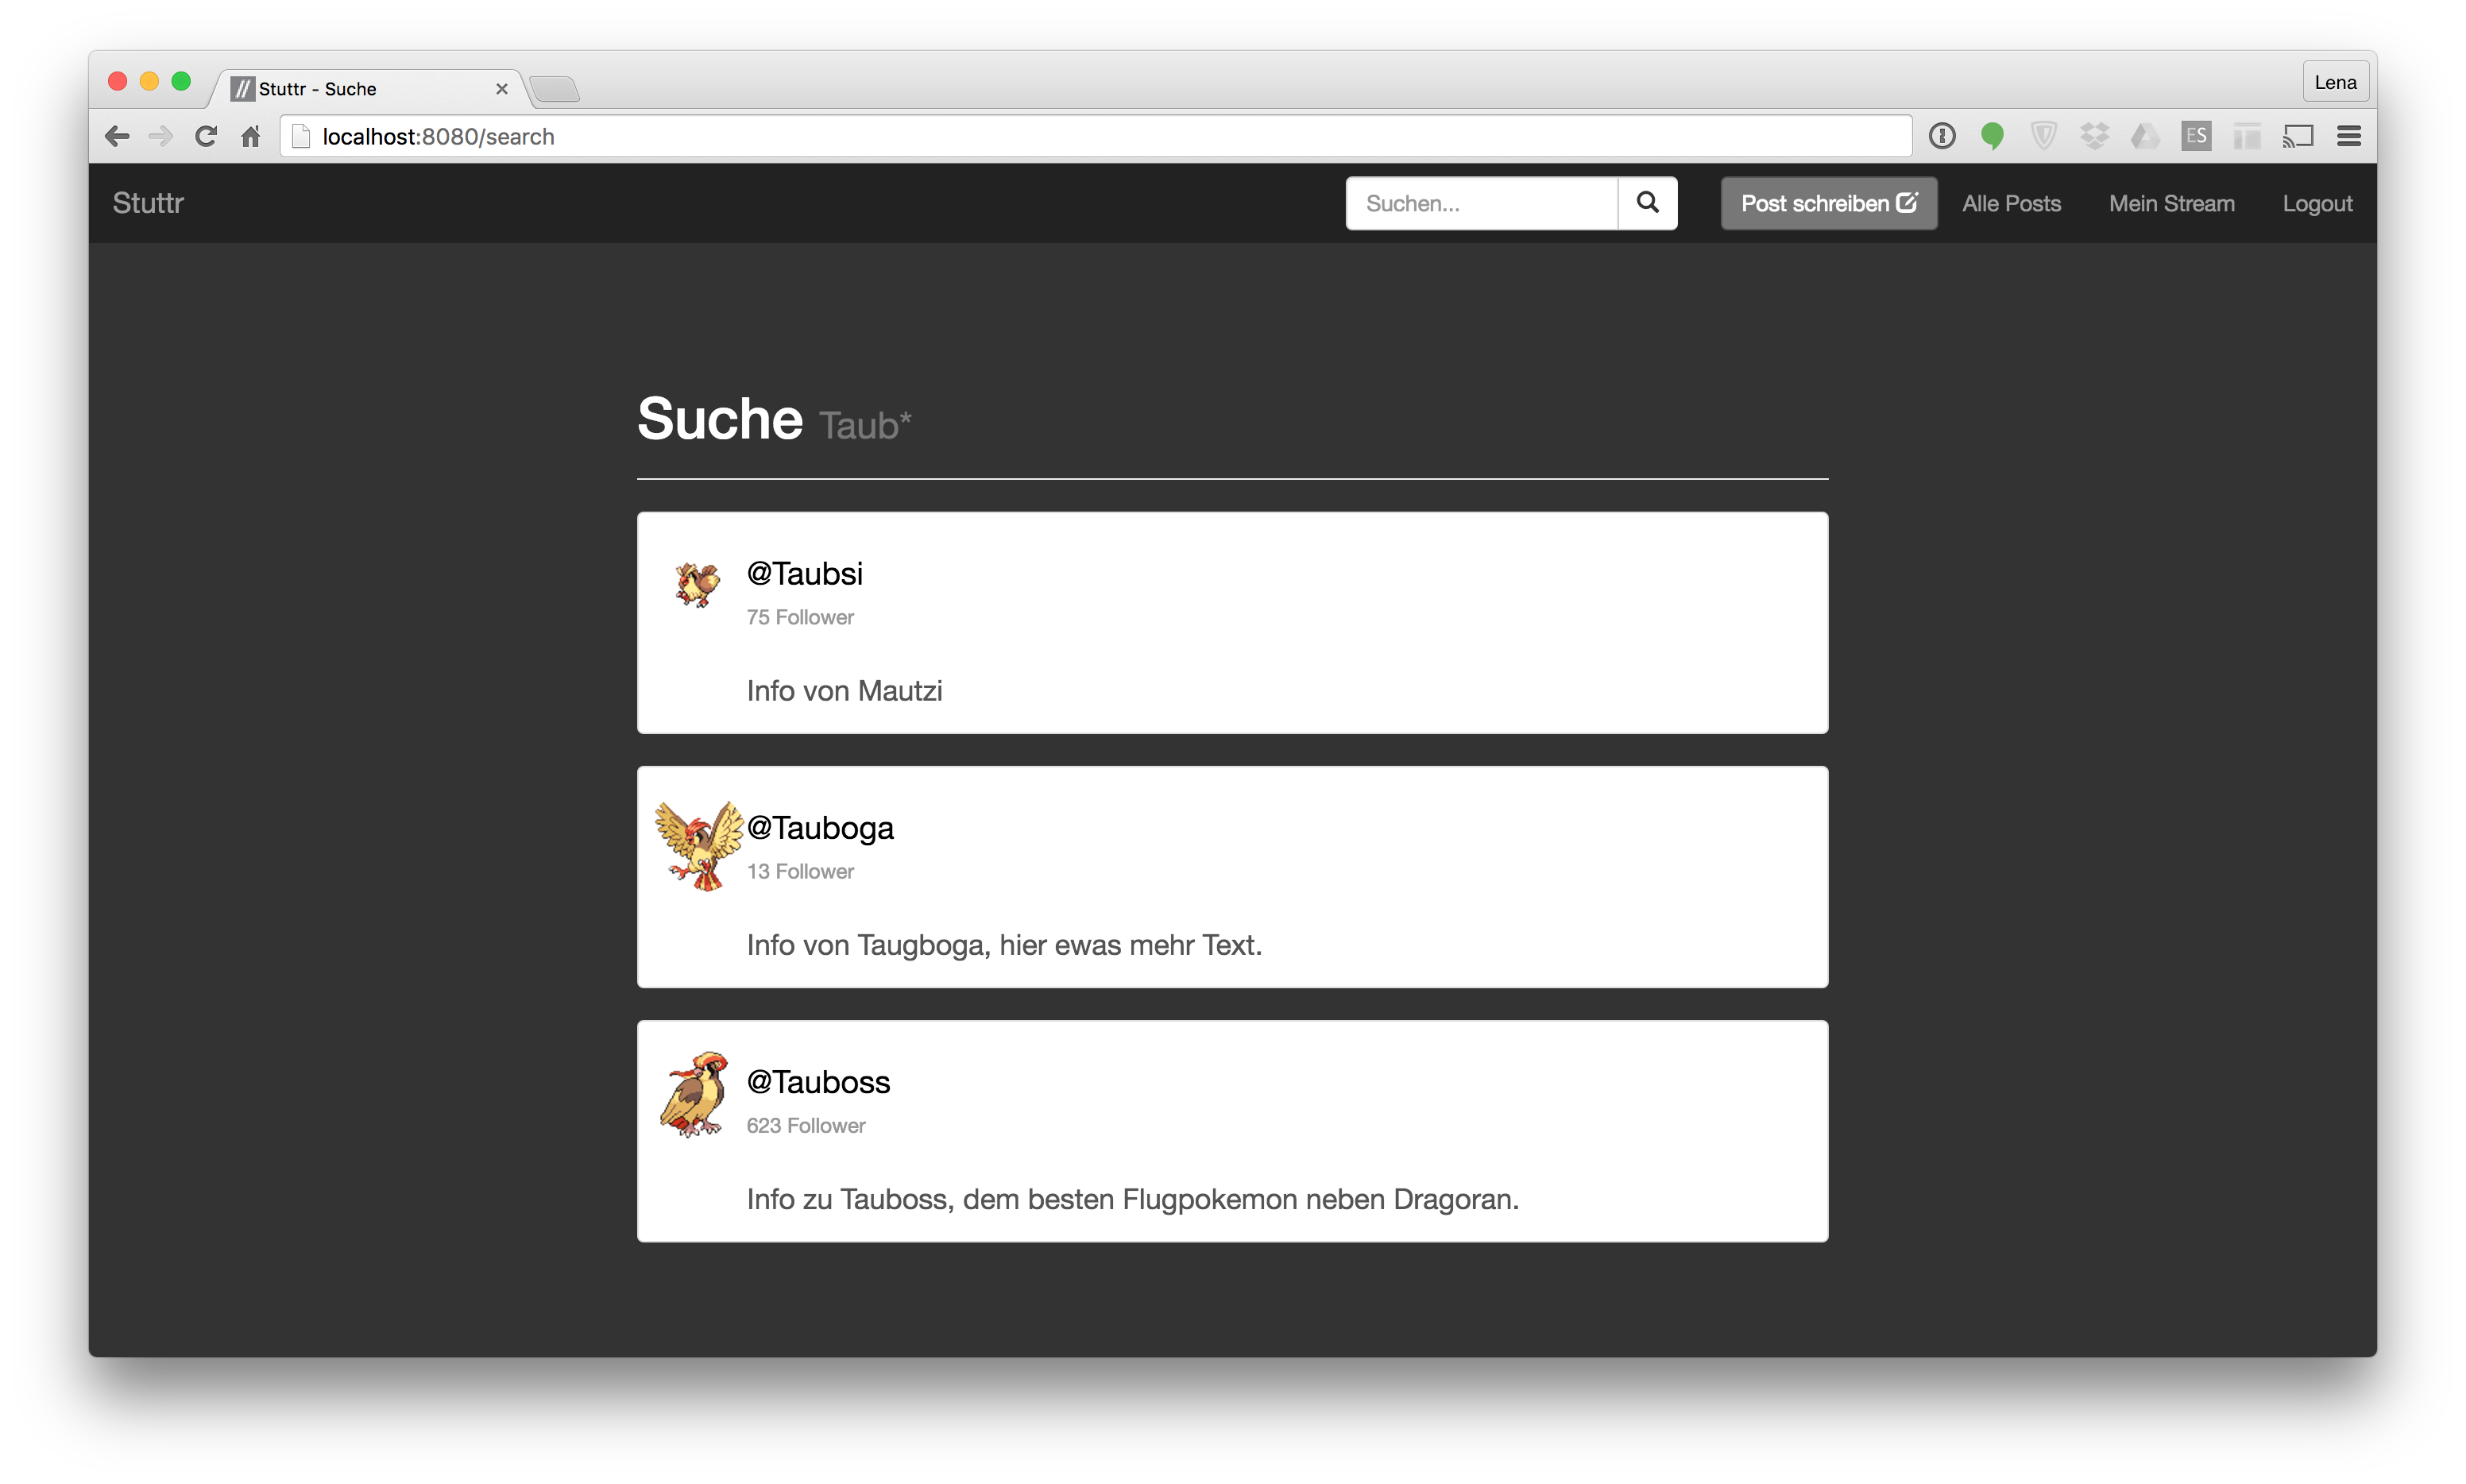 Stuttr - Suche
Lena
localhost:8080/search
ES
Stuttr
Suchen...
Post schreiben
Alle Posts
Mein Stream
Logout
Suche Taub*
@Taubsi
75 Follower
Info von Mautzi
@Tauboga
13 Follower
Info von Taugboga, hier ewas mehr Text.
@Tauboss
623 Follower
Info zu Tauboss, dem besten Flugpokemon neben Dragoran.